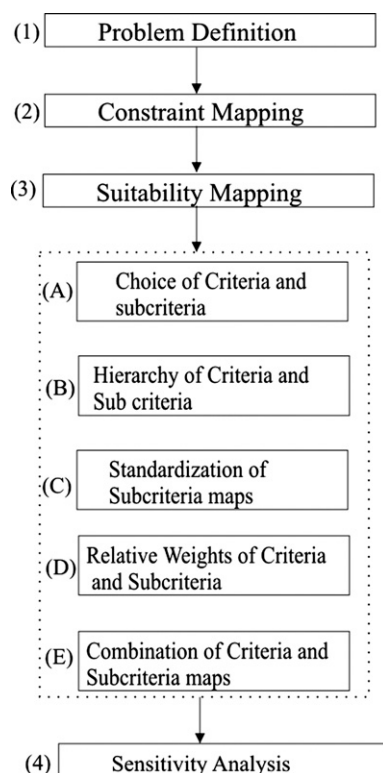 (1) Problem Definition
(2) Constraint Mapping
(3) Suitability Mapping
(A) Choice of Criteria and
subcriteria
(B) Hierarchy of Criteria and
Sub criteria
(C) Standardization of
Subcriteria maps
(D) Relative Weights of Criteria
and Subcriteria
(E) Combination of Criteria and
Subcriteria maps
(4) Sensitivity Analysis